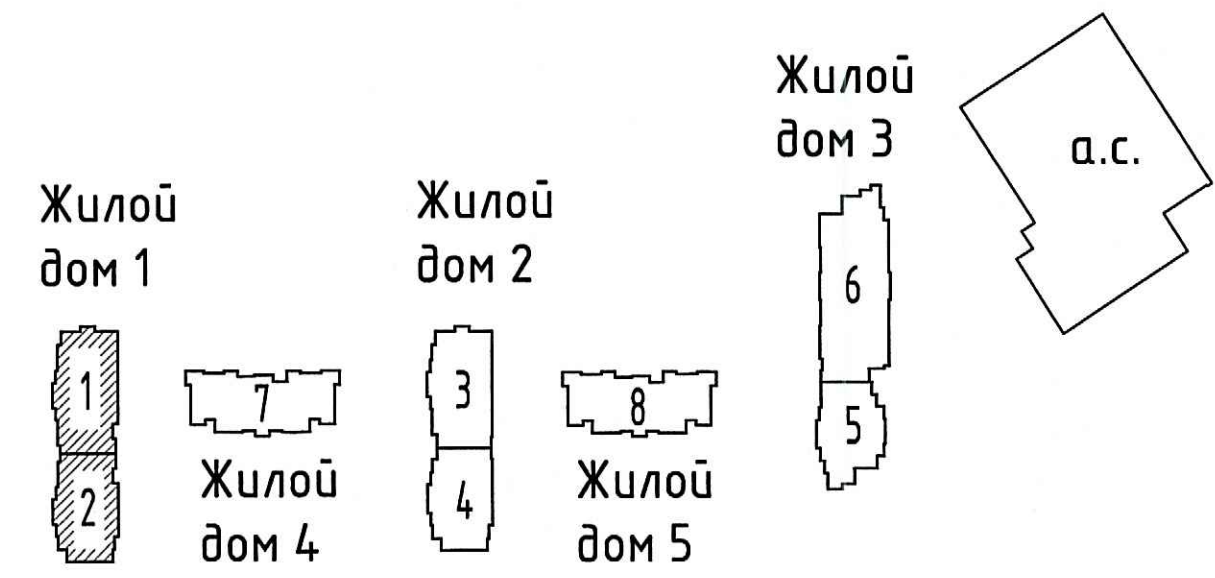 Жилой
дом 3
а.с.
Жилой
дом 1
Жилой
дом 2
6
1
7
3
8
5
2
Жилой
дом 4
4
Жилой
дом 5